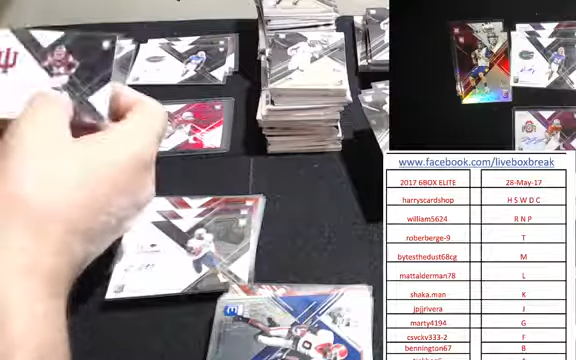 www.facebook.com/liveboxbreak
2017 6BOX ELITE 28-May-17
harryscardshop H S W D C
william5624 R N P
roberberge-9 T
bytesthedust68cg M
mattalderman78 L
shaka.man K
jpjjrivera J
marty4194 G
csvckv333-2 F
bennington67 B